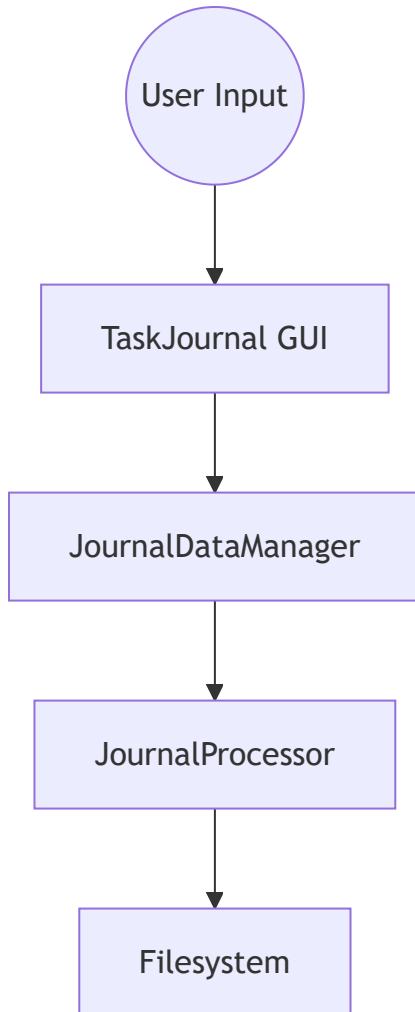 User Input
TaskJournal GUI
JournalDataManager
JournalProcessor
Filesystem